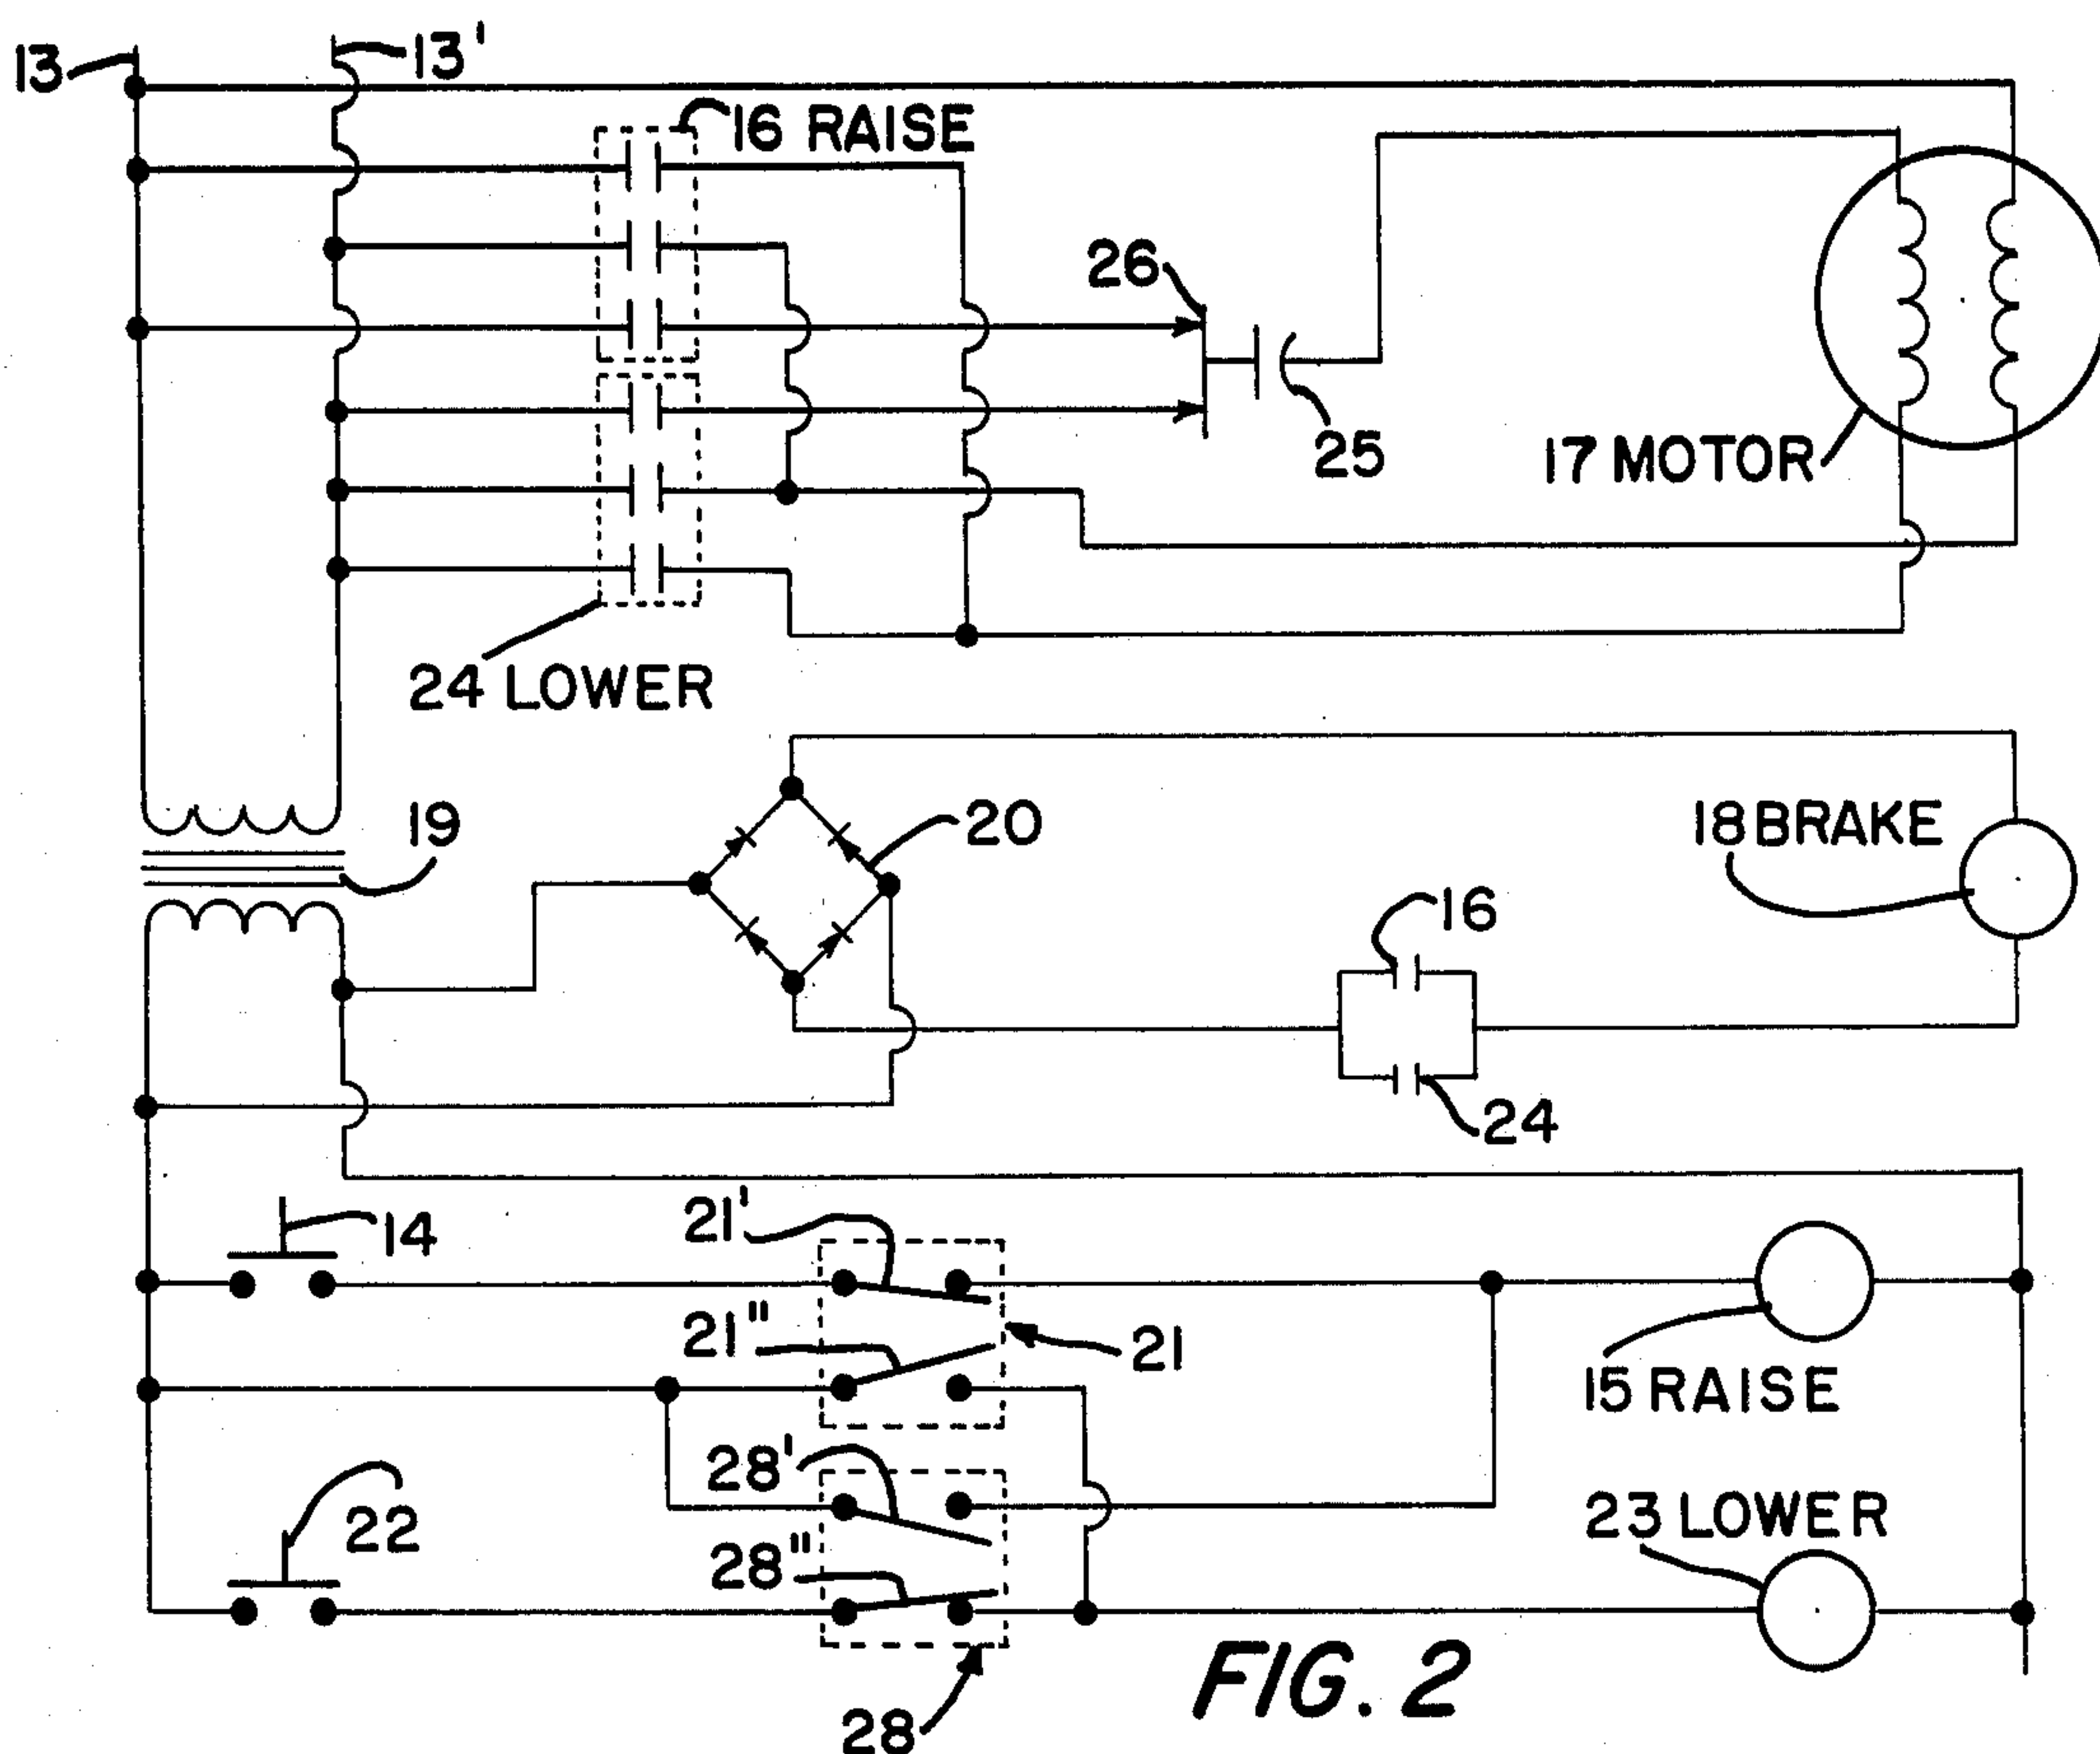 13
13'
16 RAISE
26
25
17 MOTOR
24 LOWER
19
20
18 BRAKE
16
24
14
21'
21"
21
15 RAISE
28'
22
23 LOWER
28"
28
FIG. 2